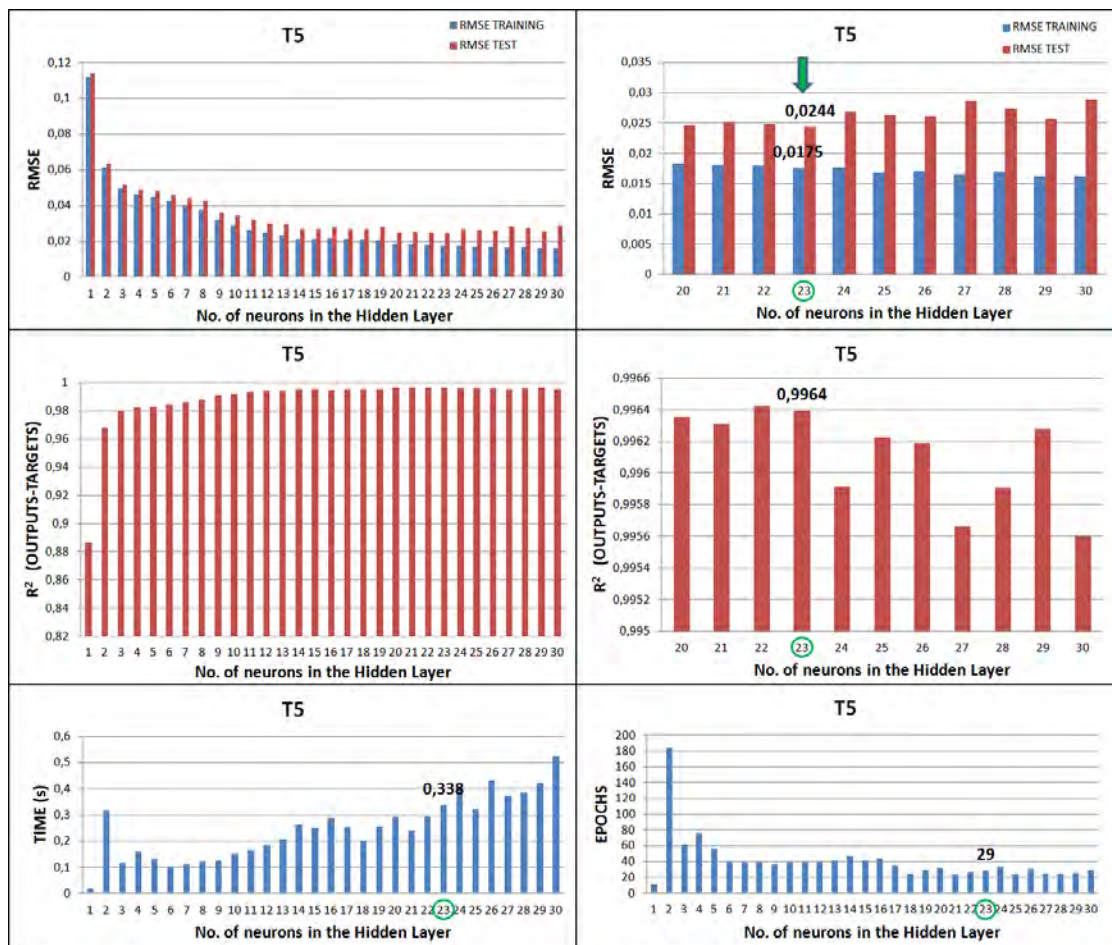 T5
RMSE TRAINING
RMSE TEST
0,12
0,1
0,08
0,06
0,04
0,02
0
RMSE
1 2 3 4 5 6 7 8 9 10 11 12 13 14 15 16 17 18 19 20 21 22 23 24 25 26 27 28 29 30
No. of neurons in the Hidden Layer
T5
RMSE TRAINING
RMSE TEST
0,035
0,03
0,025
0,02
0,015
0,01
0,005
0
RMSE
0,0244
0,0175
20 21 22 23 24 25 26 27 28 29 30
No. of neurons in the Hidden Layer
T5
1
0,98
0,96
0,94
0,92
0,9
0,88
0,86
0,84
0,82
R² (OUTPUTS-TARGETS)
1 2 3 4 5 6 7 8 9 10 11 12 13 14 15 16 17 18 19 20 21 22 23 24 25 26 27 28 29 30
No. of neurons in the Hidden Layer
T5
0,9966
0,9964
0,9962
0,996
0,9958
0,9956
0,9954
0,9952
0,995
R² (OUTPUTS-TARGETS)
0,9964
20 21 22 23 24 25 26 27 28 29 30
No. of neurons in the Hidden Layer
T5
0,6
0,5
0,4
0,3
0,2
0,1
0
TIME (s)
0,338
1 2 3 4 5 6 7 8 9 10 11 12 13 14 15 16 17 18 19 20 21 22 23 24 25 26 27 28 29 30
No. of neurons in the Hidden Layer
T5
200
180
160
140
120
100
80
60
40
20
0
EPOCHS
29
1 2 3 4 5 6 7 8 9 10 11 12 13 14 15 16 17 18 19 20 21 22 23 24 25 26 27 28 29 30
No. of neurons in the Hidden Layer